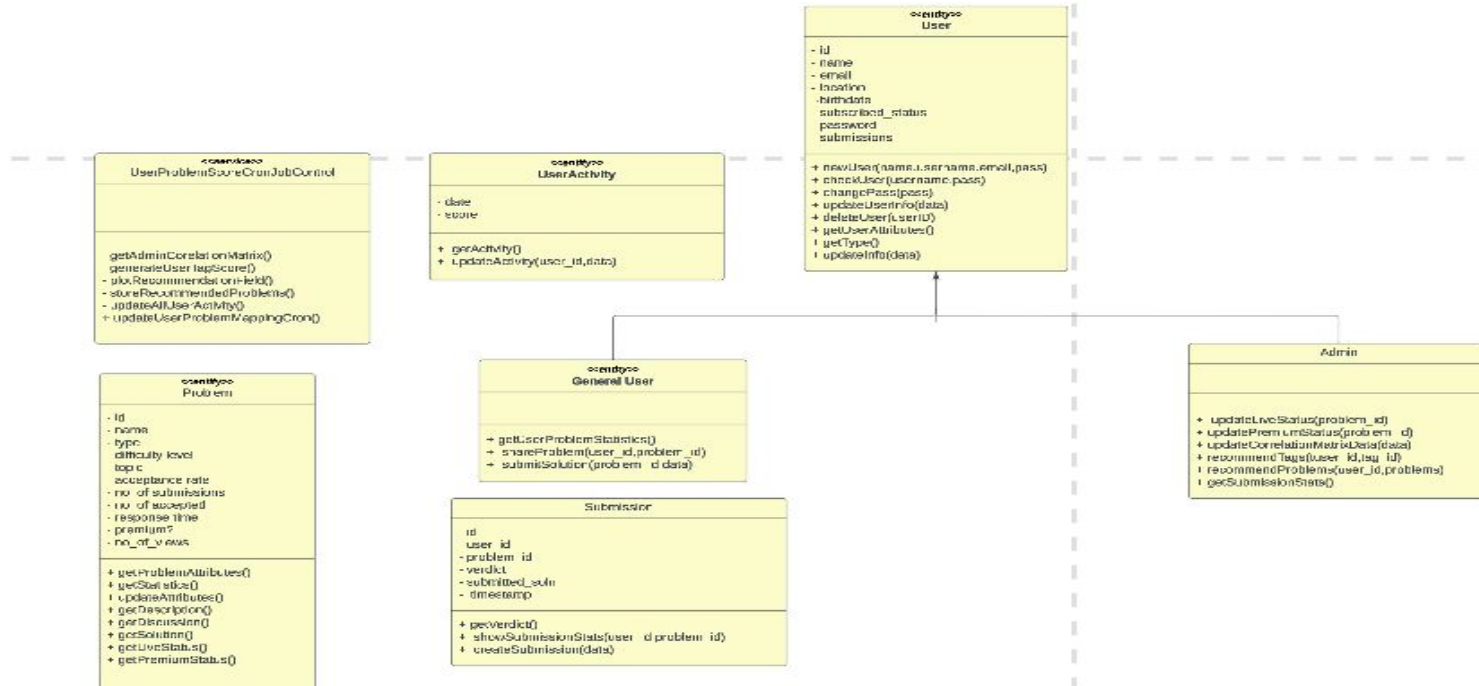 <<entity>>
User
- id
- name
- email
- location
-birthdate
subscribed_status
password
submissions
+ newUser(name,username,email,pass)
+ checkUser(username,pass)
+ changePass(pass)
+ updateUserInfo(data)
+ deleteUser(userID)
+ getUserAttributes()
+ getType()
+ updateInfo(data)
<<service>>
UserProblemScoreCronJobControl
getAdminCorelationMatrix()
generateUserTagScore()
- plotRecommendationField()
- storeRecommendedProblems()
- updateAllUserActivity()
+ updateUserProblemMappingCron()
<<entity>>
UserActivity
- date
- score
+ getActivity()
+ updateActivity(user_id,data)
<<entity>>
General User
+ getUserProblemStatistics()
+ shareProblem(user_id,problem_id)
+ submitSolution(problem_id,data)
Admin
+ updateLiveStatus(problem_id)
+ updatePremiumStatus(problem_id)
+ updateCorrelationMatrixData(data)
+ recommendTags(user_id,tag_id)
+ recommendProblems(user_id,problems)
+ getSubmissionStats()
<<entity>>
Problem
- id
- name
- type
difficulty level
topic
acceptance rate
- no_of submissions
- no_of accepted
- response time
- premium?
- no_of_views
+ getProblemAttributes()
+ getStatistics()
+ updateAttributes()
+ getDescription()
+ getDiscussion()
+ getSolution()
+ getLiveStatus()
+ getPremiumStatus()
Submission
id
user_id
- problem_id
- verdict
- submitted_soln
- timestamp
+ getVerdict()
+ showSubmissionStats(user_id,problem_id)
+ createSubmission(data)